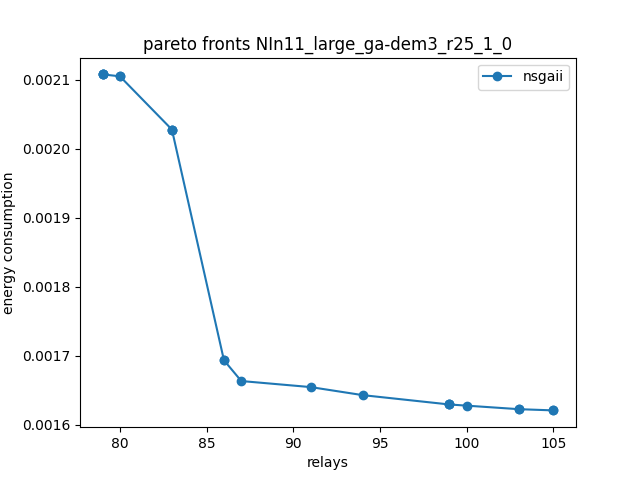 pareto fronts NIn11_large_ga-dem3_r25_1_0
nsgaii
energy consumption
0.0021
0.0020
0.0019
0.0018
0.0017
0.0016
80 85 90 95 100 105
relays